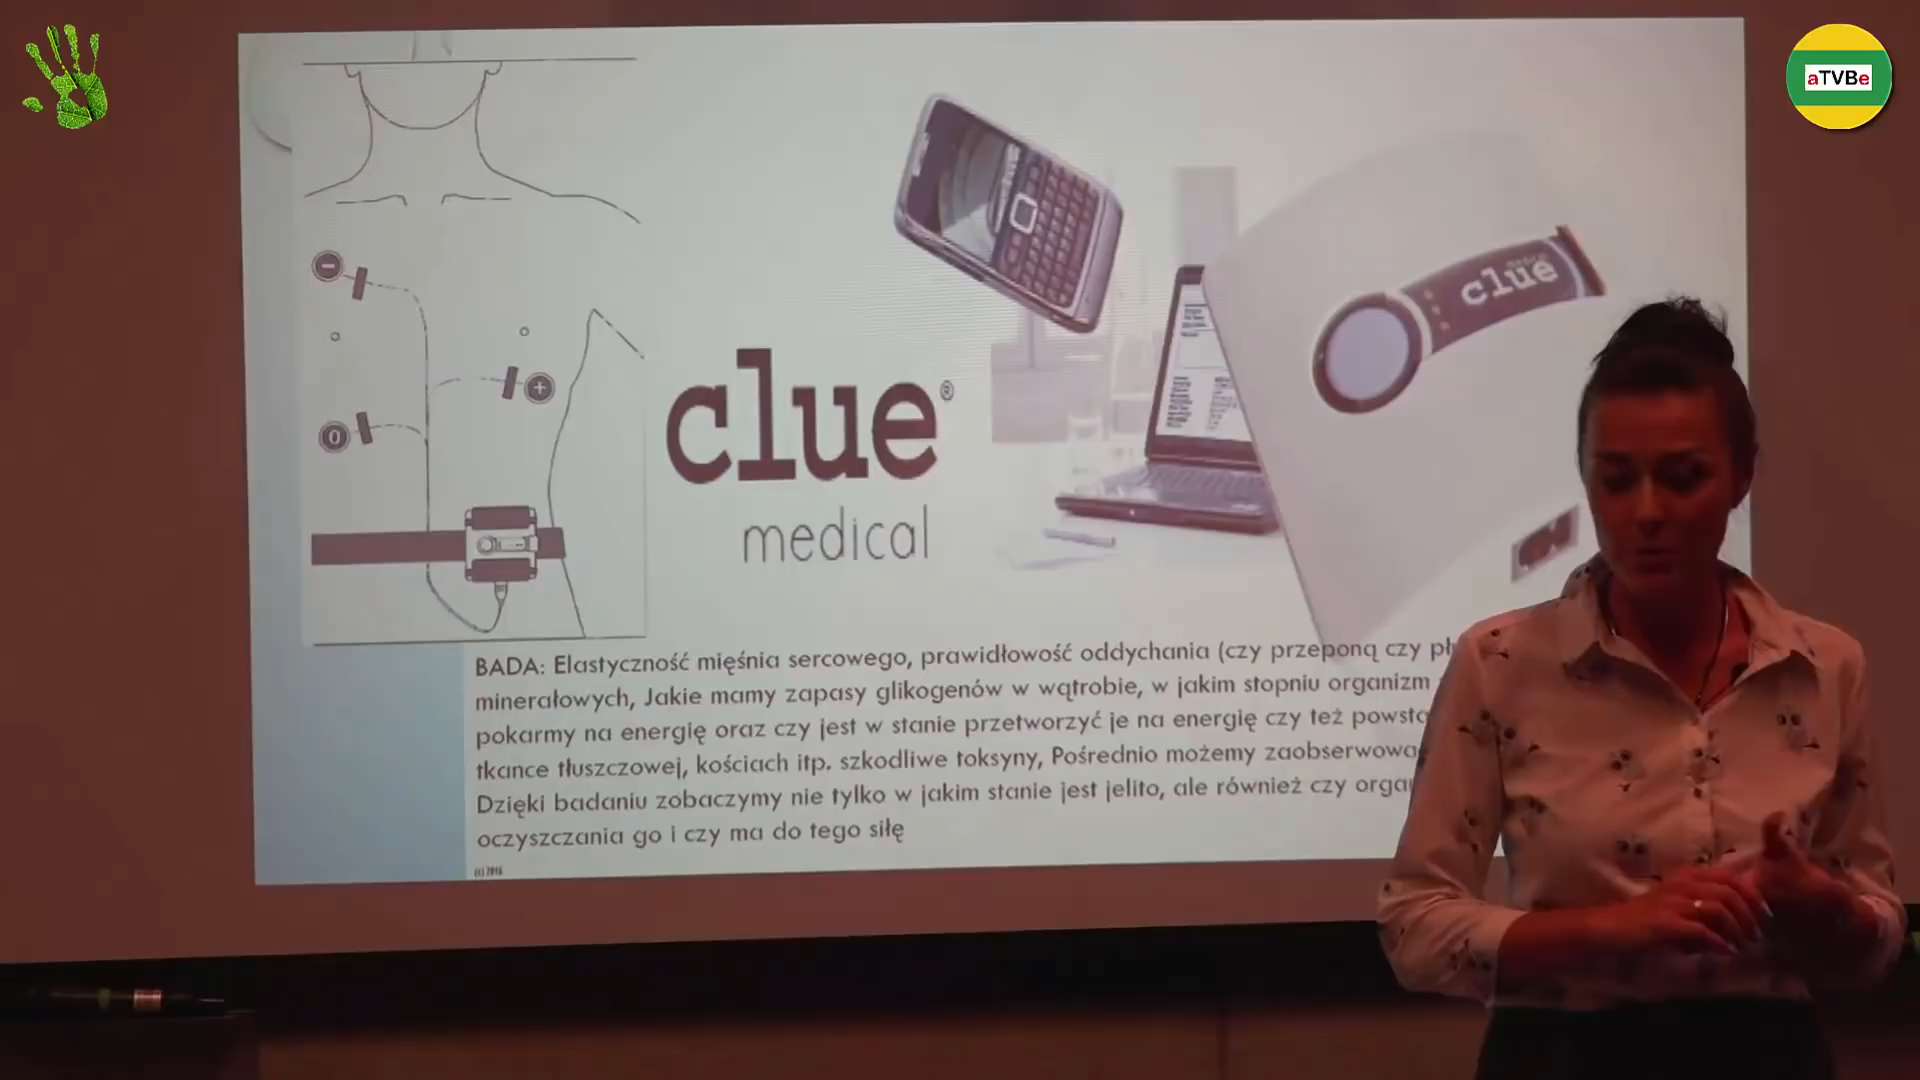 aTVBe
clue
clue®
medical
BADA: Elastyczność mięśnia sercowego, prawidłowość oddychania (czy przeponą czy pł
minerałowych, Jakie mamy zapasy glikogenów w wątrobie, w jakim stopniu organizm
pokarmy na energię oraz czy jest w stanie przetworzyć je na energię czy też powsta
tkance tłuszczowej, kościach itp. szkodliwe toksyny, Pośrednio możemy zaobserwowa
Dzięki badaniu zobaczymy nie tylko w jakim stanie jest jelito, ale również czy orga
oczyszczania go i czy ma do tego siłę
(c) 2016